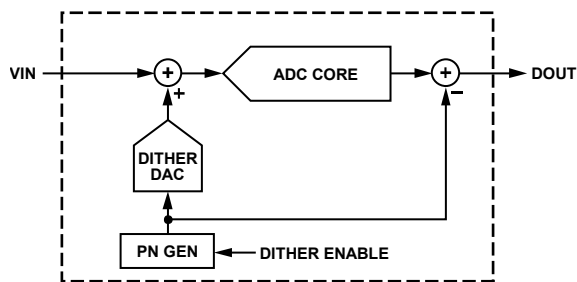 VIN
+
+
ADC CORE
+
−
DOUT
DITHER
DAC
PN GEN
DITHER ENABLE